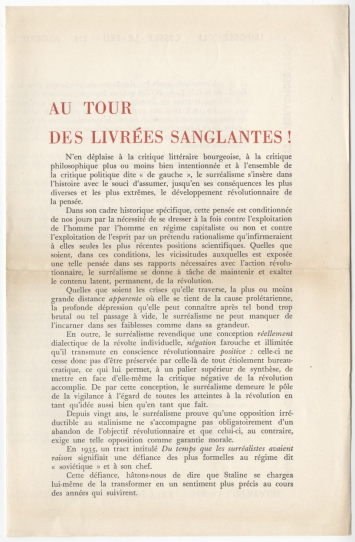 AU TOUR
DES LIVRÉES SANGLANTES !
N'en déplaise à la critique littéraire bourgeoise, à la critique
philosophique plus ou moins bien intentionnée et à l'ensemble de
la critique politique dite « de gauche », le surréalisme s'insère dans
l'histoire avec le souci d'assumer, jusqu'en ses conséquences les plus
diverses et les plus extrêmes, le développement révolutionnaire de
la pensée.
Dans son cadre historique spécifique, cette pensée est conditionnée
de nos jours par la nécessité de se dresser à la fois contre l'exploitation
de l'homme par l'homme en régime capitaliste ou non et contre
l'exploitation de l'esprit par un prétendu rationalisme qu'infirmeraient
à elles seules les plus récentes positions scientifiques. Quelles que
soient, dans ces conditions, les vicissitudes auxquelles est exposée
une telle pensée dans ses rapports nécessaires avec l'action révolu-
tionnaire, le surréalisme se donne à tâche de maintenir et exalter
le contenu latent, permanent, de la révolution.
Quelles que soient les crises qu'elle traverse, la plus ou moins
grande distance apparente où elle se tient de la cause prolétarienne,
la profonde dépression qu'elle peut connaître après tel bond trop
brutal ou tel passage à vide, le surréalisme ne peut manquer de
l'incarner dans ses faiblesses comme dans sa grandeur.
En outre, le surréalisme revendique une conception réellement
dialectique de la révolte individuelle, négation farouche et illimitée
qu'il transmute en conscience révolutionnaire positive : celle-ci ne
cesse donc pas d'être préservée par celle-là de tout étiolement bureau-
cratique, ce qui lui permet, à un palier supérieur de synthèse, de
mettre en face d'elle-même la critique négative de la révolution
accomplie. De par cette conception, le surréalisme demeure le pôle
de la vigilance à l'égard de toutes les atteintes à la révolution en
tant qu'idée aussi bien qu'en tant que fait.
Depuis vingt ans, le surréalisme prouve qu'une opposition irré-
ductible au stalinisme ne s'accompagne pas obligatoirement d'un
abandon de l'objectif révolutionnaire et que celui-ci, au contraire,
exige une telle opposition comme garantie morale.
En 1935, un tract intitulé Du temps que les surréalistes avaient
raison signifiait une défiance des plus formelles au régime dit
« soviétique » et à son chef.
Cette défiance, hâtons-nous de dire que Staline se chargea
lui-même de la transformer en un sentiment plus précis au cours
des années qui suivirent.